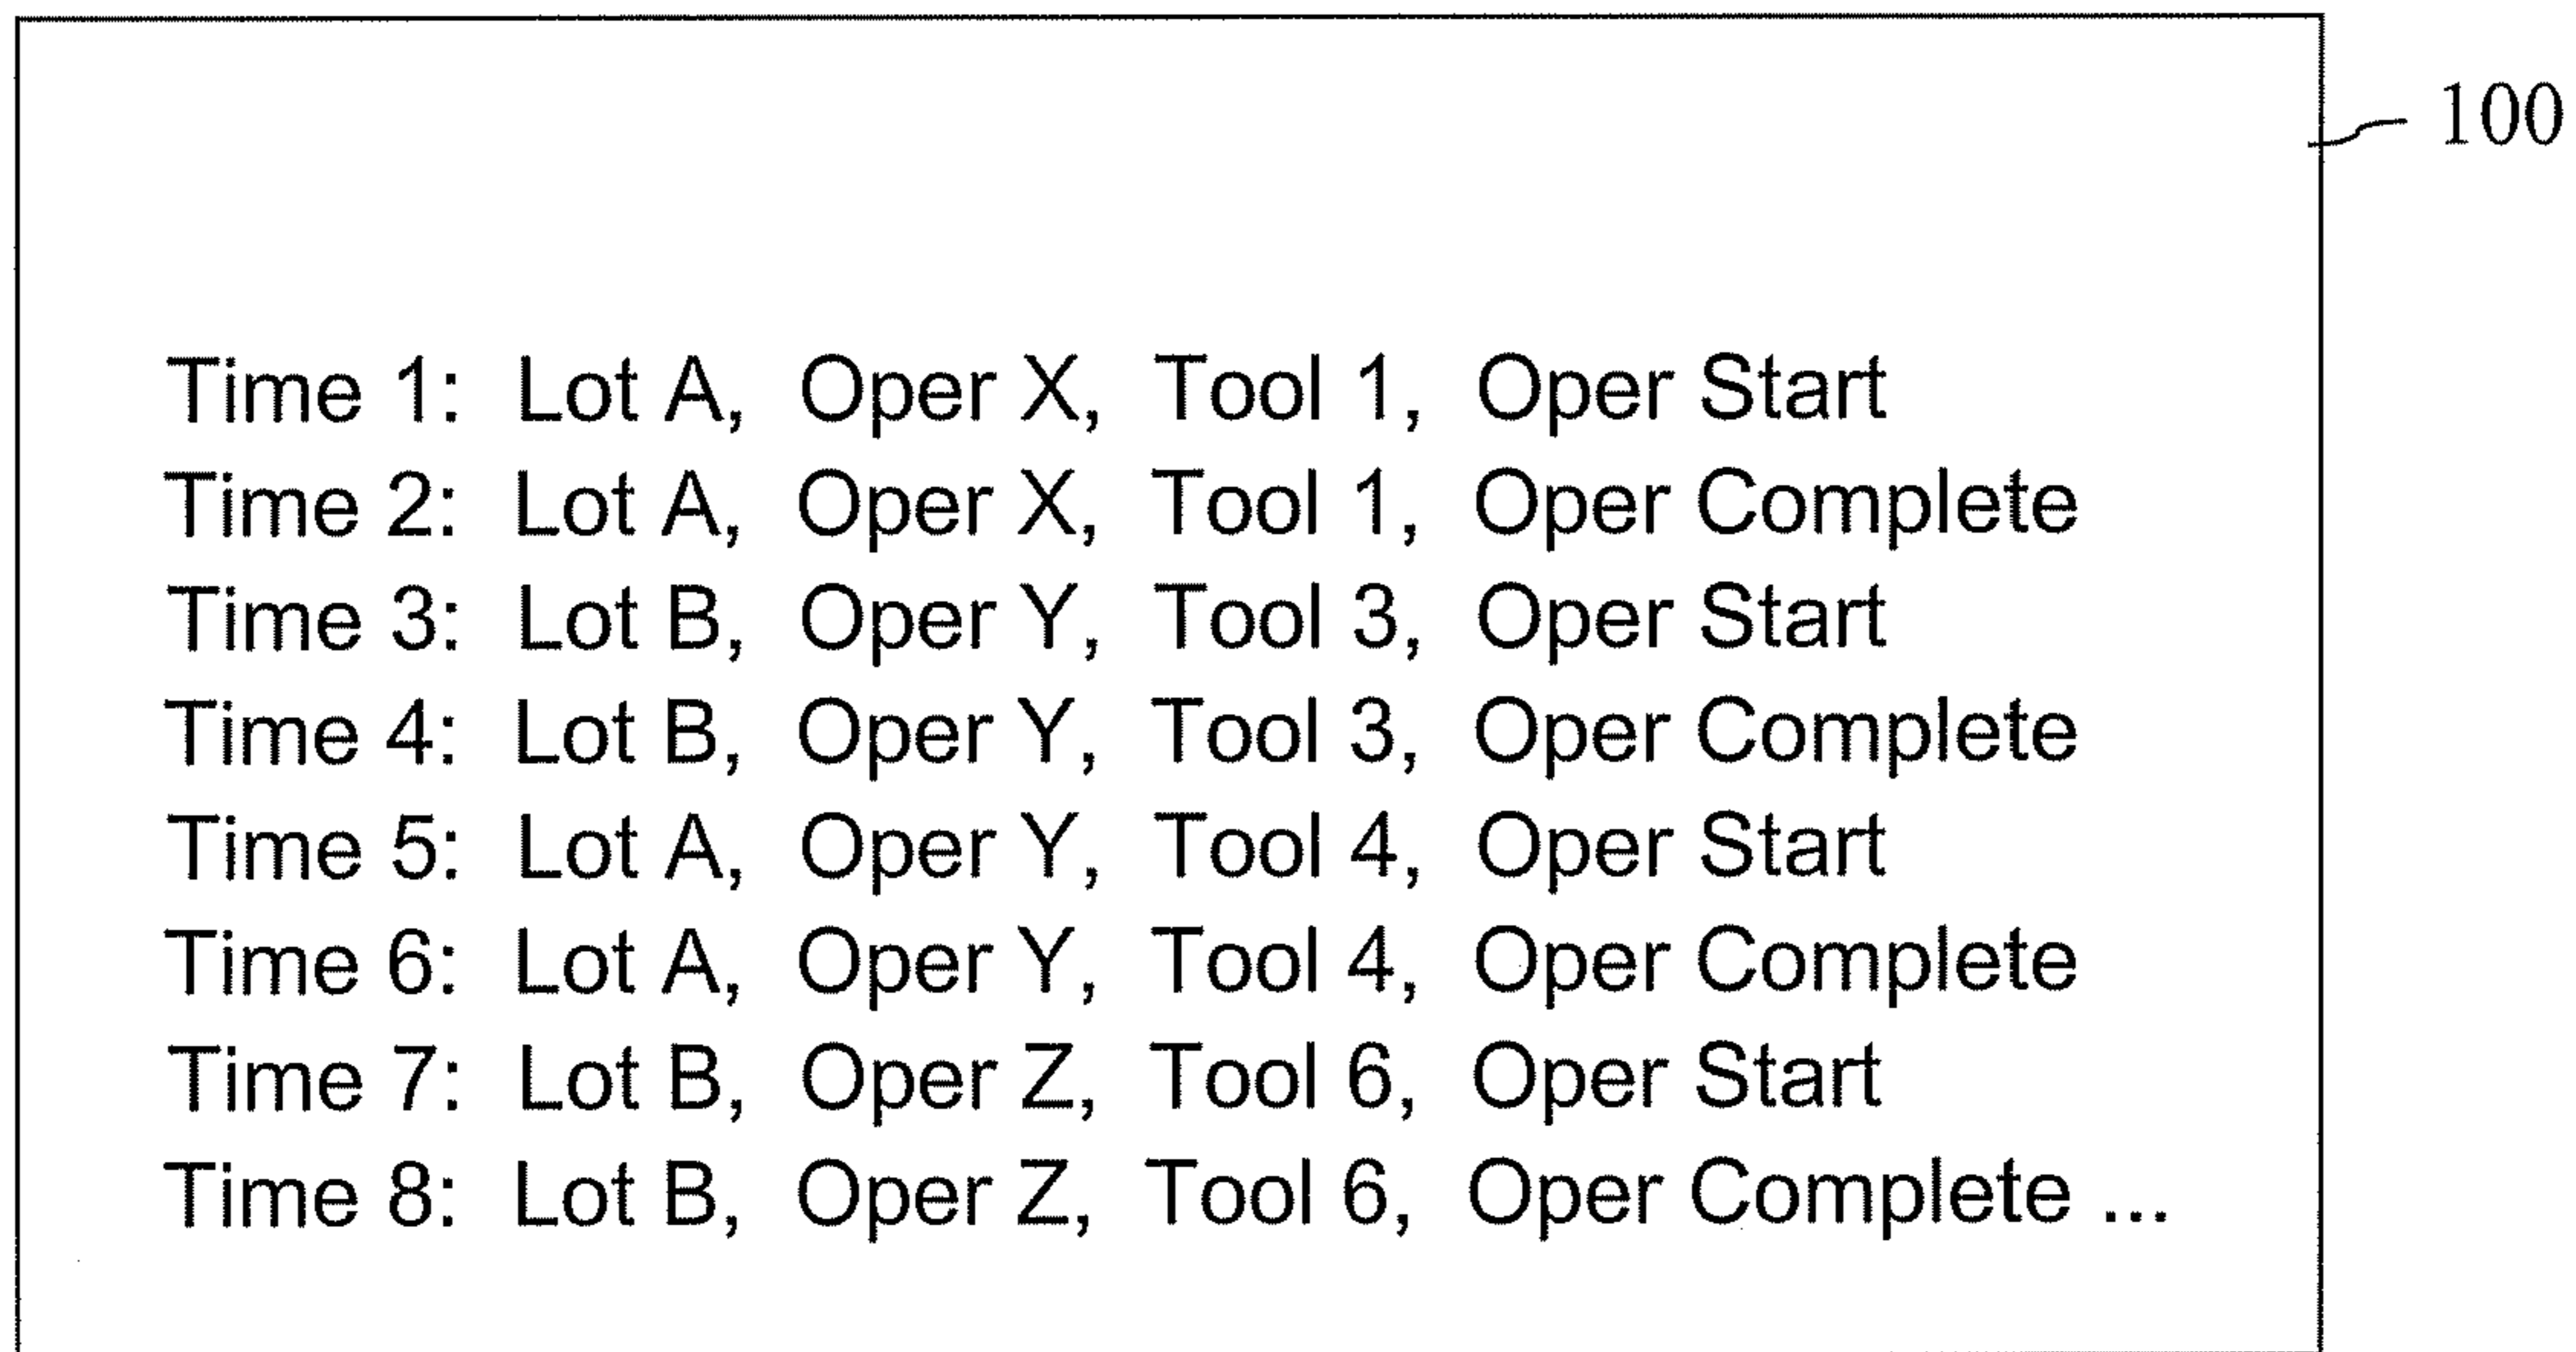 100
Time 1: Lot A, Oper X, Tool 1, Oper Start
Time 2: Lot A, Oper X, Tool 1, Oper Complete
Time 3: Lot B, Oper Y, Tool 3, Oper Start
Time 4: Lot B, Oper Y, Tool 3, Oper Complete
Time 5: Lot A, Oper Y, Tool 4, Oper Start
Time 6: Lot A, Oper Y, Tool 4, Oper Complete
Time 7: Lot B, Oper Z, Tool 6, Oper Start
Time 8: Lot B, Oper Z, Tool 6, Oper Complete ...